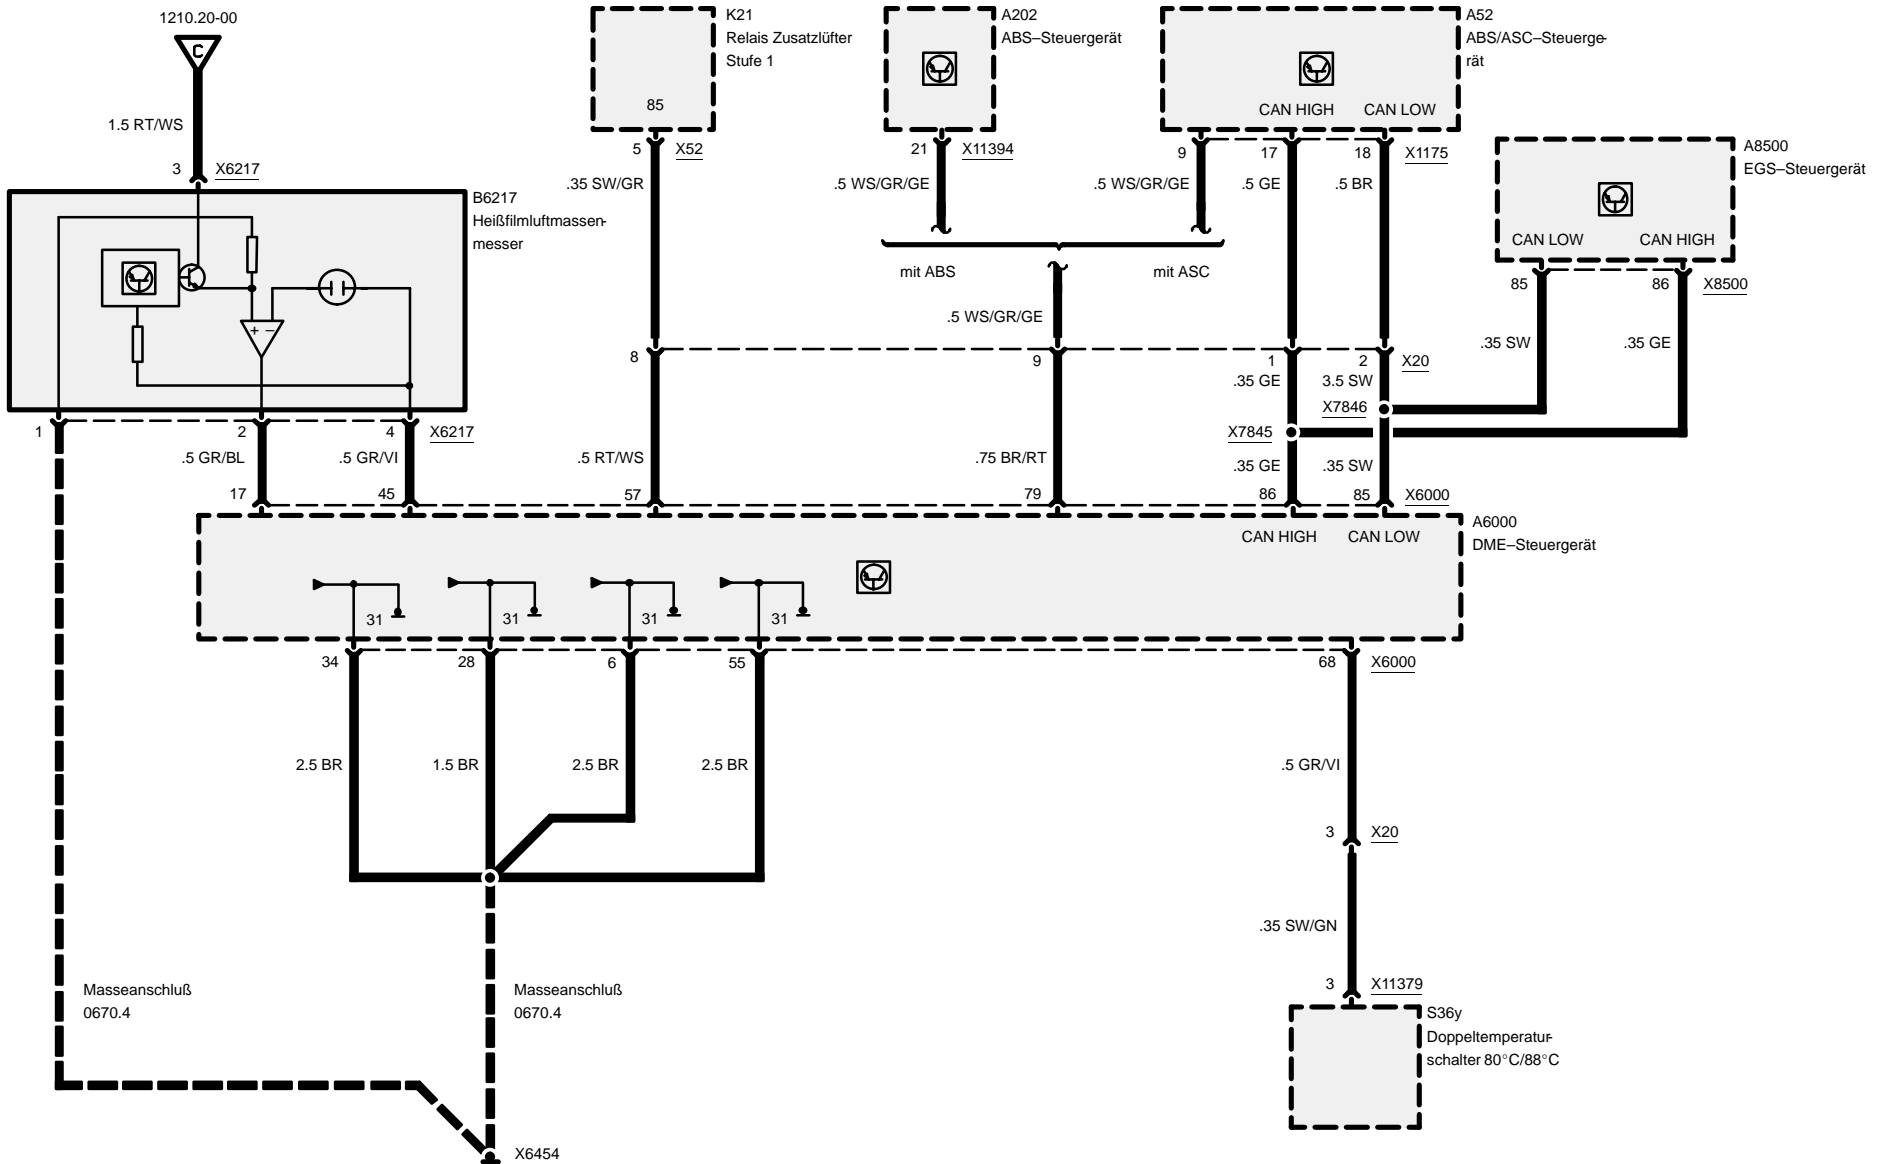 1210.20-00
C
1.5 RT/WS
3 X6217
B6217
Heißfilmluftmassen-
messer
+ −
1 2 4 X6217
.5 GR/BL .5 GR/VI
17 45
K21
Relais Zusatzlüfter
Stufe 1
85
5 X52
.35 SW/GR
8
.5 RT/WS
57
A202
ABS–Steuergerät
21 X11394
.5 WS/GR/GE
mit ABS
A52
ABS/ASC–Steuerge-
rät
CAN HIGH CAN LOW
9 17 18 X1175
.5 WS/GR/GE .5 GE .5 BR
mit ASC
.5 WS/GR/GE
9 1 2 X20
.35 GE 3.5 SW
X7846
X7845
.75 BR/RT .35 GE .35 SW
79 86 85 X6000
A8500
EGS–Steuergerät
CAN LOW CAN HIGH
85 86 X8500
.35 SW .35 GE
A6000
DME–Steuergerät
CAN HIGH CAN LOW
31 31 31 31
34 28 6 55 68 X6000
2.5 BR 1.5 BR 2.5 BR 2.5 BR .5 GR/VI
3 X20
.35 SW/GN
3 X11379
S36y
Doppeltemperatur-
schalter 80°C/88°C
Masseanschluß
0670.4
Masseanschluß
0670.4
X6454